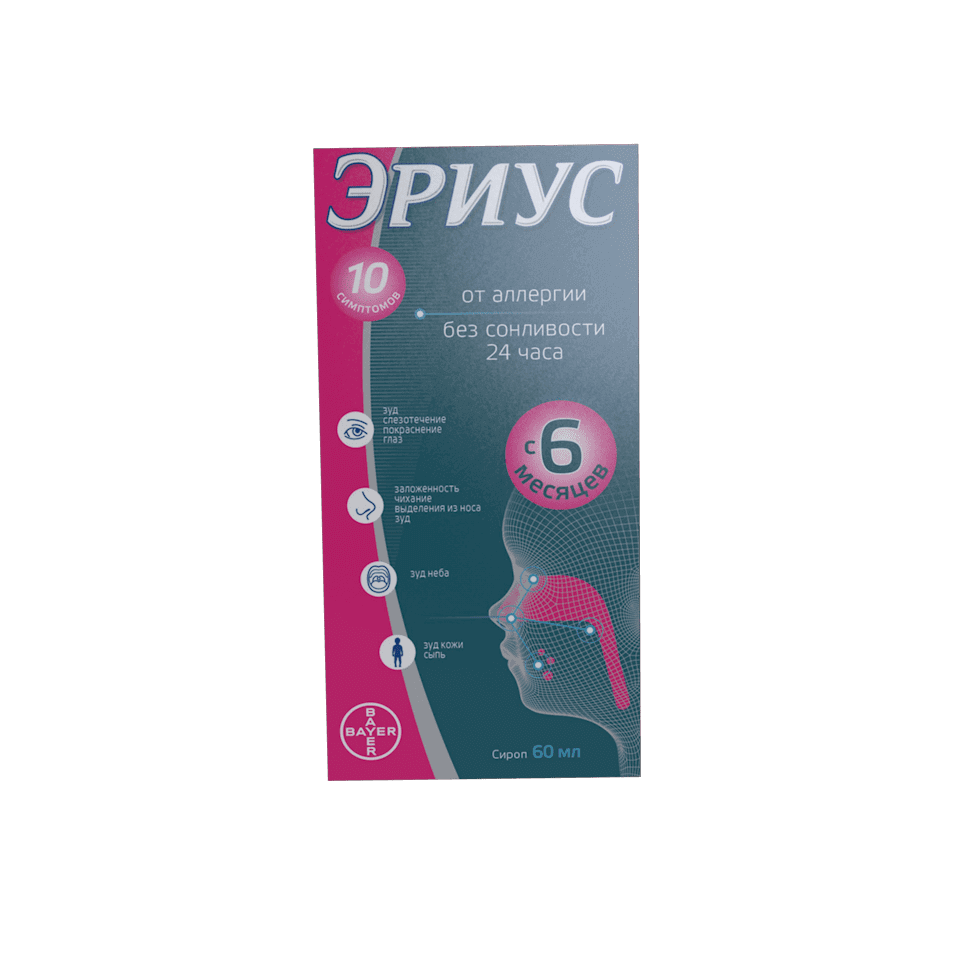 ЭРИУС
10
симптомов
от аллергии
без сонливости
24 часа
зуд
слезотечение
покраснение
глаз
с 6
месяцев
заложенность
чихание
выделения из носа
зуд
зуд неба
зуд кожи
сыпь
BAYER
BAYER
Сироп 60 мл